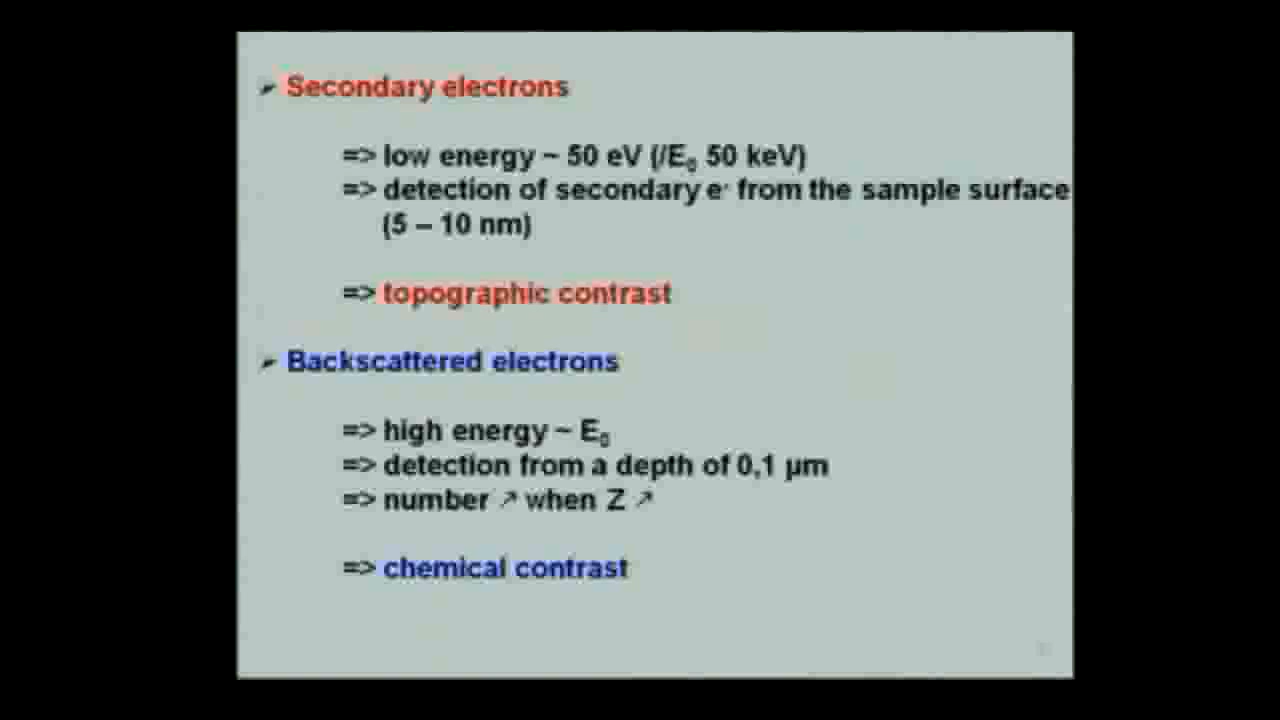 ➤ Secondary electrons
=> low energy ~ 50 eV (/E₀ 50 keV)
=> detection of secondary e⁻ from the sample surface
(5 – 10 nm)
=> topographic contrast
➤ Backscattered electrons
=> high energy ~ E₀
=> detection from a depth of 0,1 µm
=> number ↗ when Z ↗
=> chemical contrast